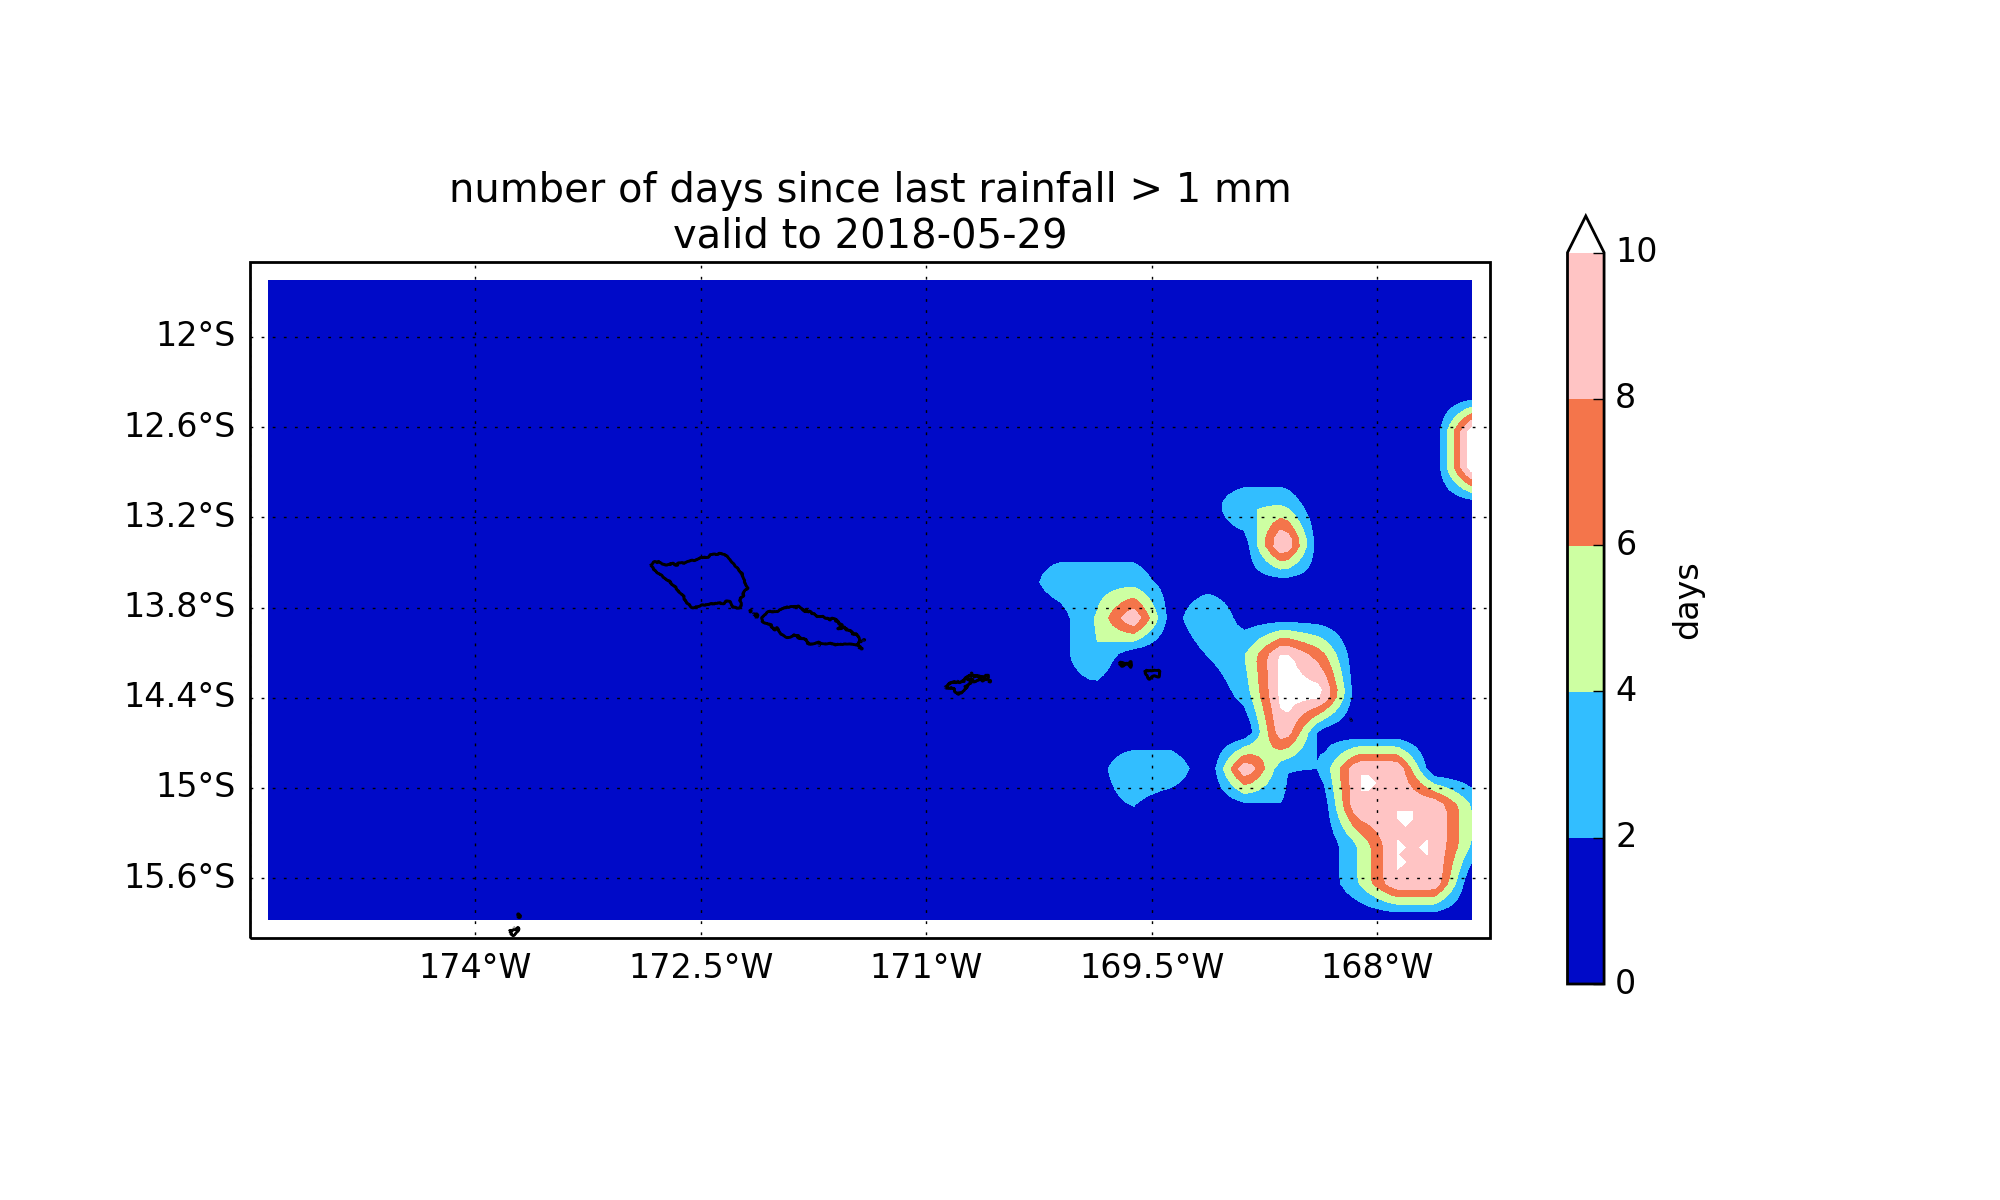 number of days since last rainfall > 1 mm
valid to 2018-05-29
12°S
12.6°S
13.2°S
13.8°S
14.4°S
15°S
15.6°S
174°W
172.5°W
171°W
169.5°W
168°W
10
8
6
4
2
0
days